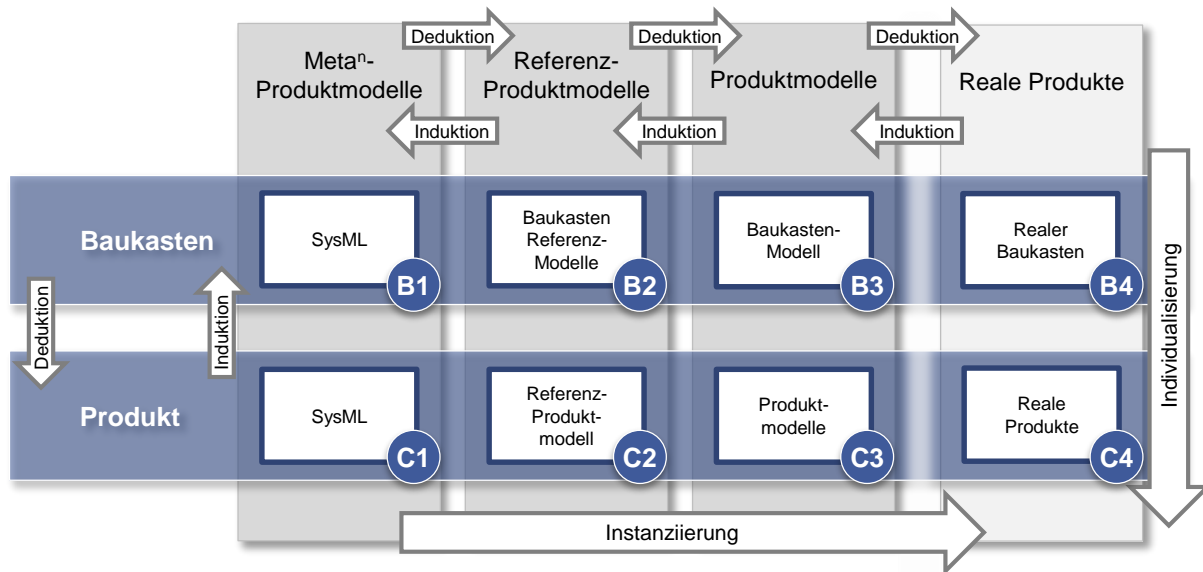 Deduktion
Deduktion
Deduktion
Metaⁿ-
Produktmodelle
Referenz-
Produktmodelle
Produktmodelle
Reale Produkte
Induktion
Induktion
Induktion
Baukasten
SysML
B1
Baukasten
Referenz-
Modelle
B2
Baukasten-
Modell
B3
Realer
Baukasten
B4
Deduktion
Induktion
Individualisierung
Produkt
SysML
C1
Referenz-
Produkt-
modell
C2
Produkt-
modelle
C3
Reale
Produkte
C4
Instanziierung